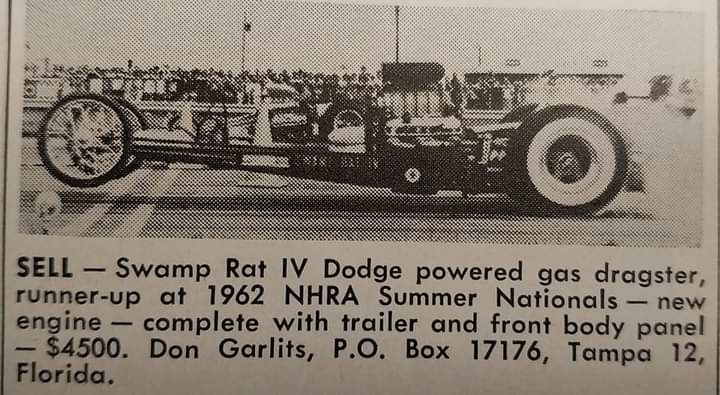 SELL — Swamp Rat IV Dodge powered gas dragster,
runner-up at 1962 NHRA Summer Nationals — new
engine — complete with trailer and front body panel
— $4500. Don Garlits, P.O. Box 17176, Tampa 12,
Florida.